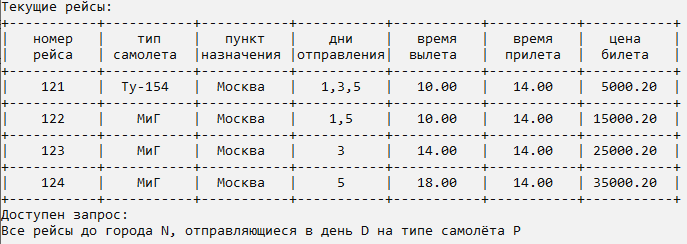 Текущие рейсы:
номер тип пункт дни время время цена
рейса самолета назначения отправления вылета прилета билета
121 Ту-154 Москва 1,3,5 10.00 14.00 5000.20
122 МиГ Москва 1,5 10.00 14.00 15000.20
123 МиГ Москва 3 14.00 14.00 25000.20
124 МиГ Москва 5 18.00 14.00 35000.20
Доступен запрос:
Все рейсы до города N, отправляющиеся в день D на типе самолёта P